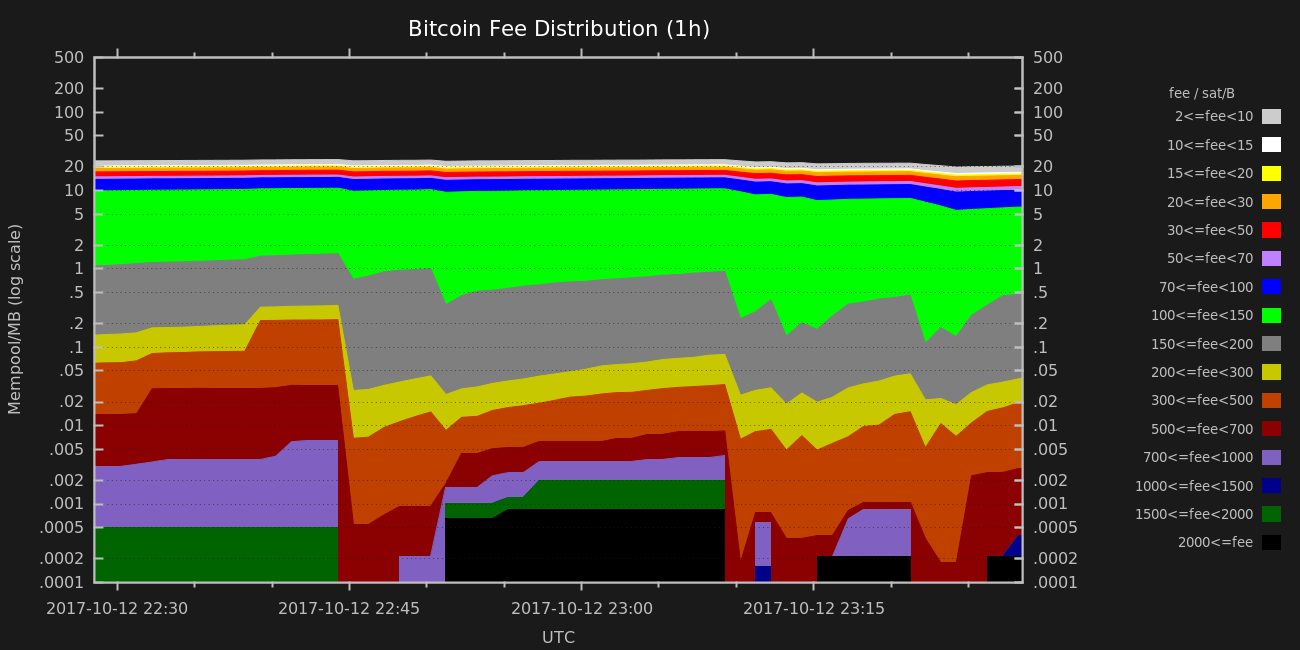 Bitcoin Fee Distribution (1h)
500
200
100
50
20
10
5
2
1
.5
.2
.1
.05
.02
.01
.005
.002
.001
.0005
.0002
.0001
Mempool/MB (log scale)
500
200
100
50
20
10
5
2
1
.5
.2
.1
.05
.02
.01
.005
.002
.001
.0005
.0002
.0001
2017-10-12 22:30 2017-10-12 22:45 2017-10-12 23:00 2017-10-12 23:15
UTC
fee / sat/B
2<=fee<10
10<=fee<15
15<=fee<20
20<=fee<30
30<=fee<50
50<=fee<70
70<=fee<100
100<=fee<150
150<=fee<200
200<=fee<300
300<=fee<500
500<=fee<700
700<=fee<1000
1000<=fee<1500
1500<=fee<2000
2000<=fee